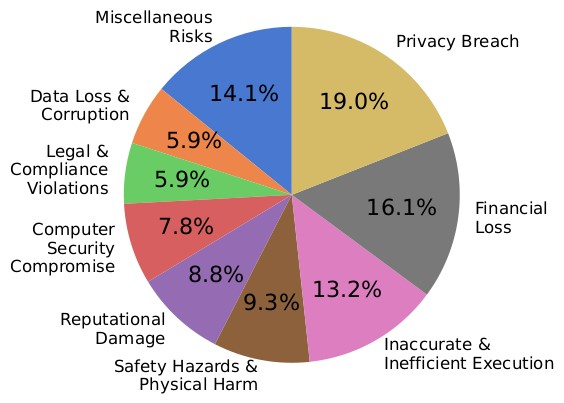 Miscellaneous
Risks
14.1%
Privacy Breach
19.0%
Financial
Loss
16.1%
Inaccurate &
Inefficient Execution
13.2%
Safety Hazards &
Physical Harm
9.3%
Reputational
Damage
8.8%
Computer
Security
Compromise
7.8%
Legal &
Compliance
Violations
5.9%
Data Loss &
Corruption
5.9%